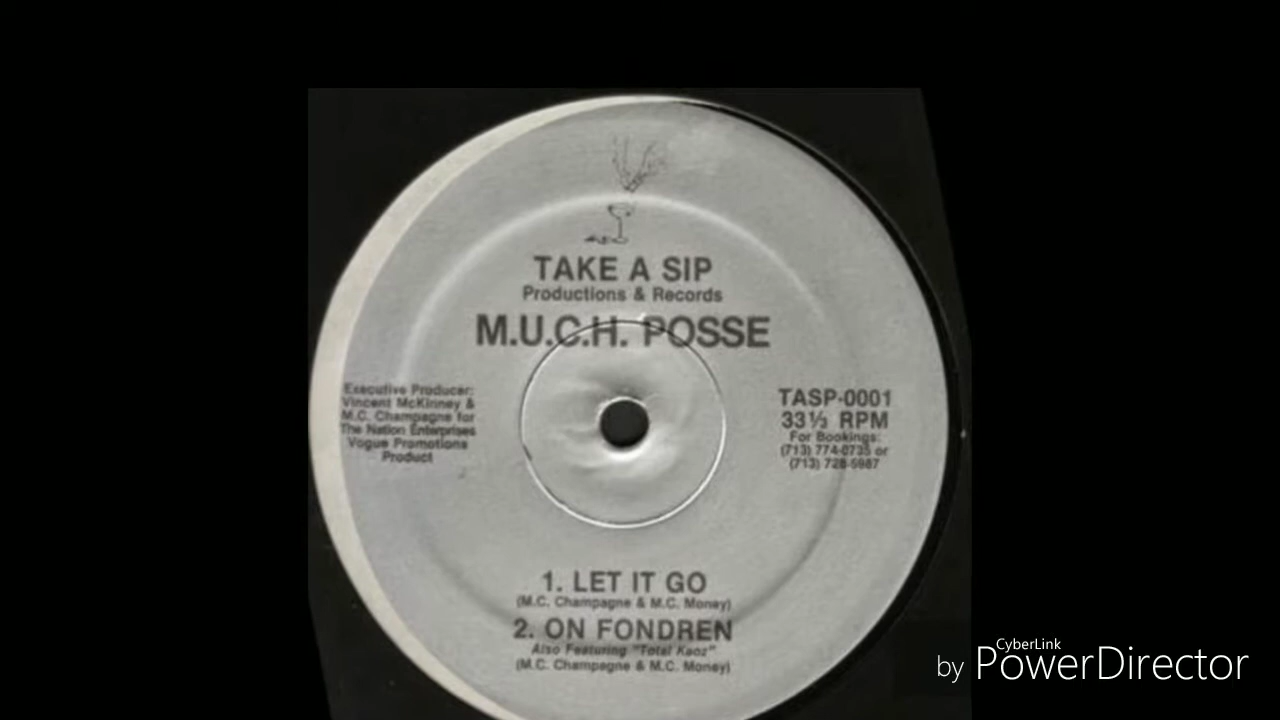 TAKE A SIP
Productions & Records
M.U.C.H. POSSE
Executive Producer:
Vincent McKinney &
M.C. Champagne for
The Nation Enterprises
Vogue Promotions
Product
TASP-0001
33⅓ RPM
For Bookings:
(713) 774-0735 or
(713) 728-5987
1. LET IT GO
(M.C. Champagne & M.C. Money)
2. ON FONDREN
Also Featuring "Total Kaoz"
(M.C. Champagne & M.C. Money)
by CyberLink
PowerDirector